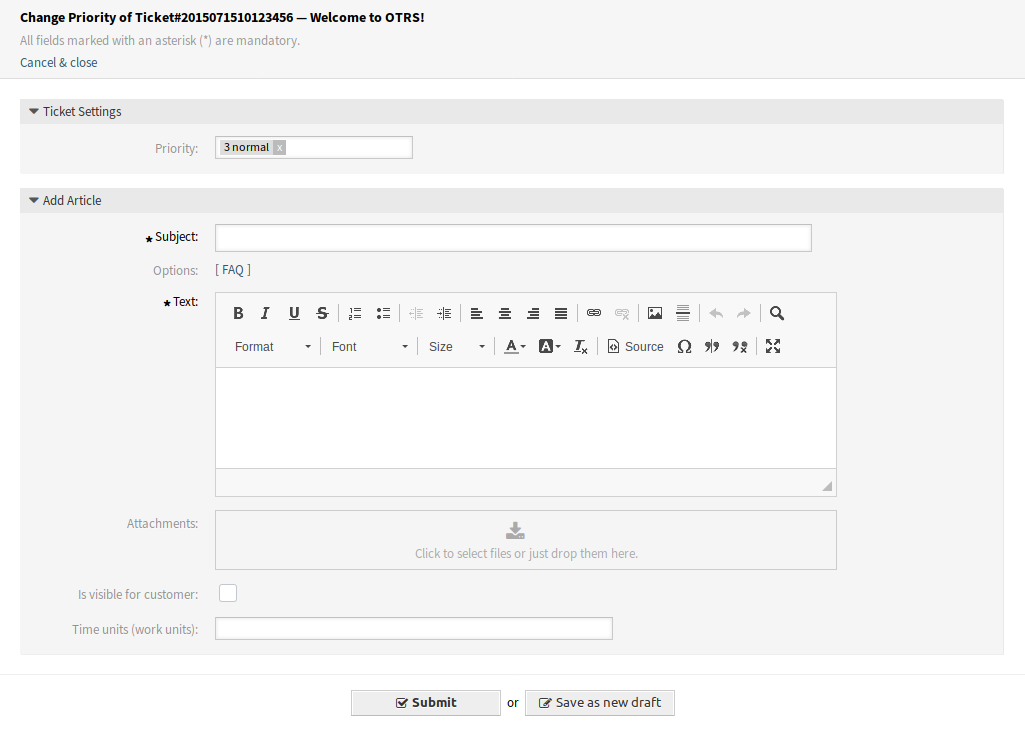 Change Priority of Ticket#2015071510123456 — Welcome to OTRS!
All fields marked with an asterisk (*) are mandatory.
Cancel & close
Ticket Settings
Priority: 3 normal x
Add Article
★ Subject:
Options: [ FAQ ]
★ Text:
B I U S
Format Font Size A A Tx Source Ω
Attachments:
Click to select files or just drop them here.
Is visible for customer:
Time units (work units):
Submit or Save as new draft